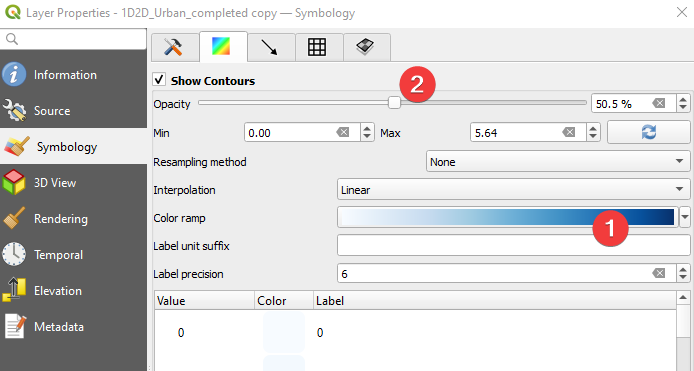 Layer Properties - 1D2D_Urban_completed copy — Symbology
Information
Source
Symbology
3D View
Rendering
Temporal
Elevation
Metadata
Show Contours
Opacity 2 50.5 %
Min 0.00 Max 5.64
Resampling method None
Interpolation Linear
Color ramp 1
Label unit suffix
Label precision 6
Value Color Label
0 0